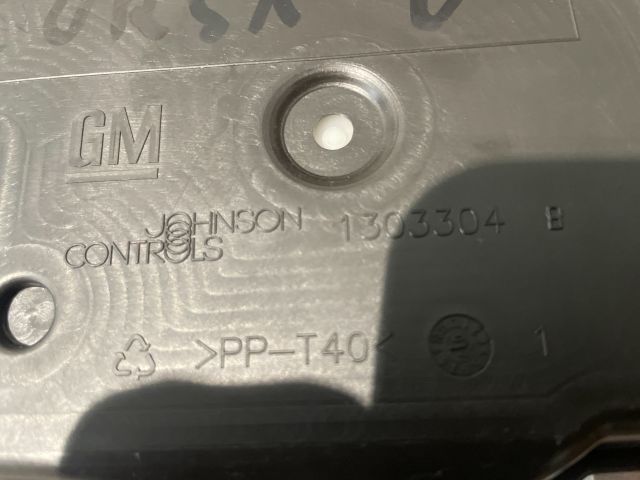 GM
JOHNSON
CONTROLS
1303304 B
>PP-T40<
1